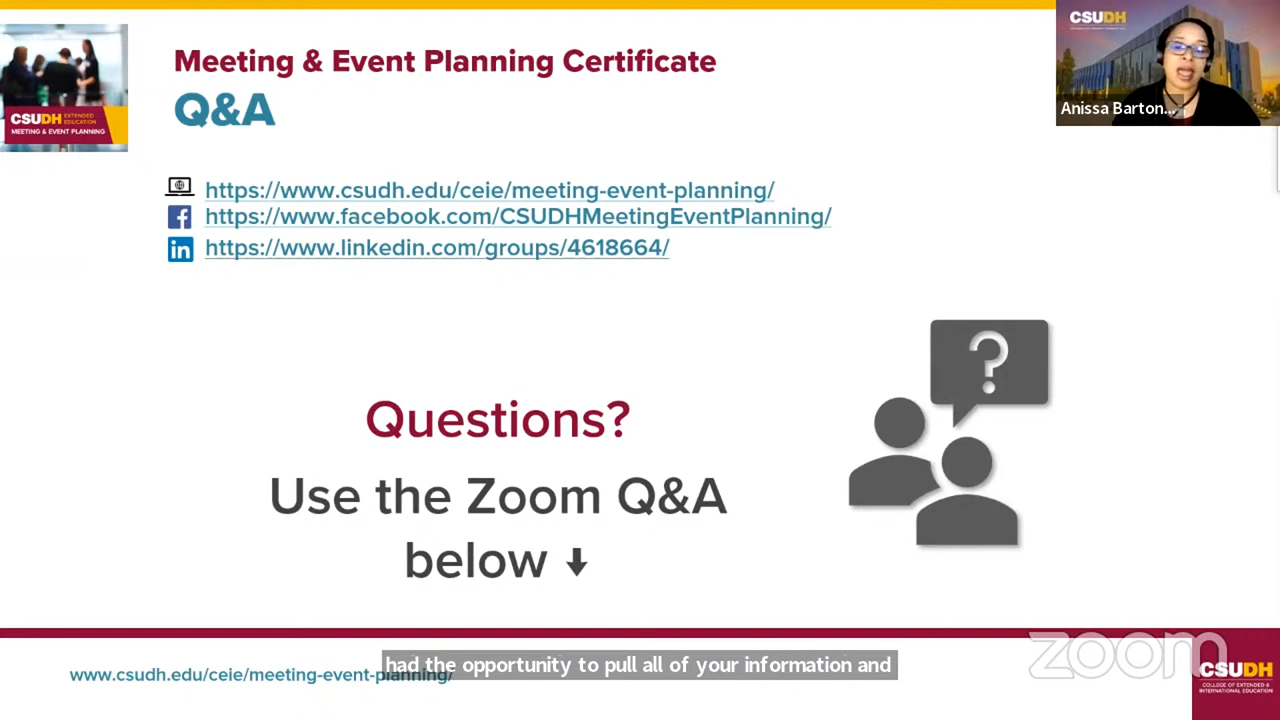 Meeting & Event Planning Certificate
Q&A
CSUDH EXTENDED EDUCATION
MEETING & EVENT PLANNING
CSUDH
Anissa Barton...
https://www.csudh.edu/ceie/meeting-event-planning/
https://www.facebook.com/CSUDHMeetingEventPlanning/
in https://www.linkedin.com/groups/4618664/
?
Questions?
Use the Zoom Q&A
below
www.csudh.edu/ceie/meeting-event-planning/
had the opportunity to pull all of your information and
zoom
CSUDH
COLLEGE OF EXTENDED &
INTERNATIONAL EDUCATION